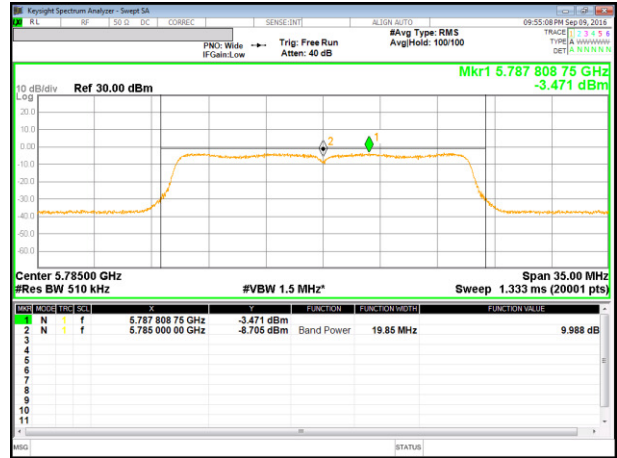 Keysight Spectrum Analyzer - Swept SA
RL RF 50 Ω DC CORREC SENSE:INT ALIGN AUTO 09:55:08 PM Sep 09, 2016
PNO: Wide Trig: Free Run #Avg Type: RMS TRACE 1 2 3 4 5 6
IFGain:Low Atten: 40 dB Avg|Hold: 100/100 TYPE A WWWWW
DET A N N N N N
Mkr1 5.787 808 75 GHz
10 dB/div Ref 30.00 dBm -3.471 dBm
Log
20.0
10.0
0.00
-10.0
-20.0
-30.0
-40.0
-50.0
-60.0
2
1
Center 5.78500 GHz Span 35.00 MHz
#Res BW 510 kHz #VBW 1.5 MHz* Sweep 1.333 ms (20001 pts)
MKR MODE TRC SCL X Y FUNCTION FUNCTION WIDTH FUNCTION VALUE
1 N 1 f 5.787 808 75 GHz -3.471 dBm
2 N 1 f 5.785 000 00 GHz -8.705 dBm Band Power 19.85 MHz 9.988 dB
3
4
5
6
7
8
9
10
11
MSG STATUS